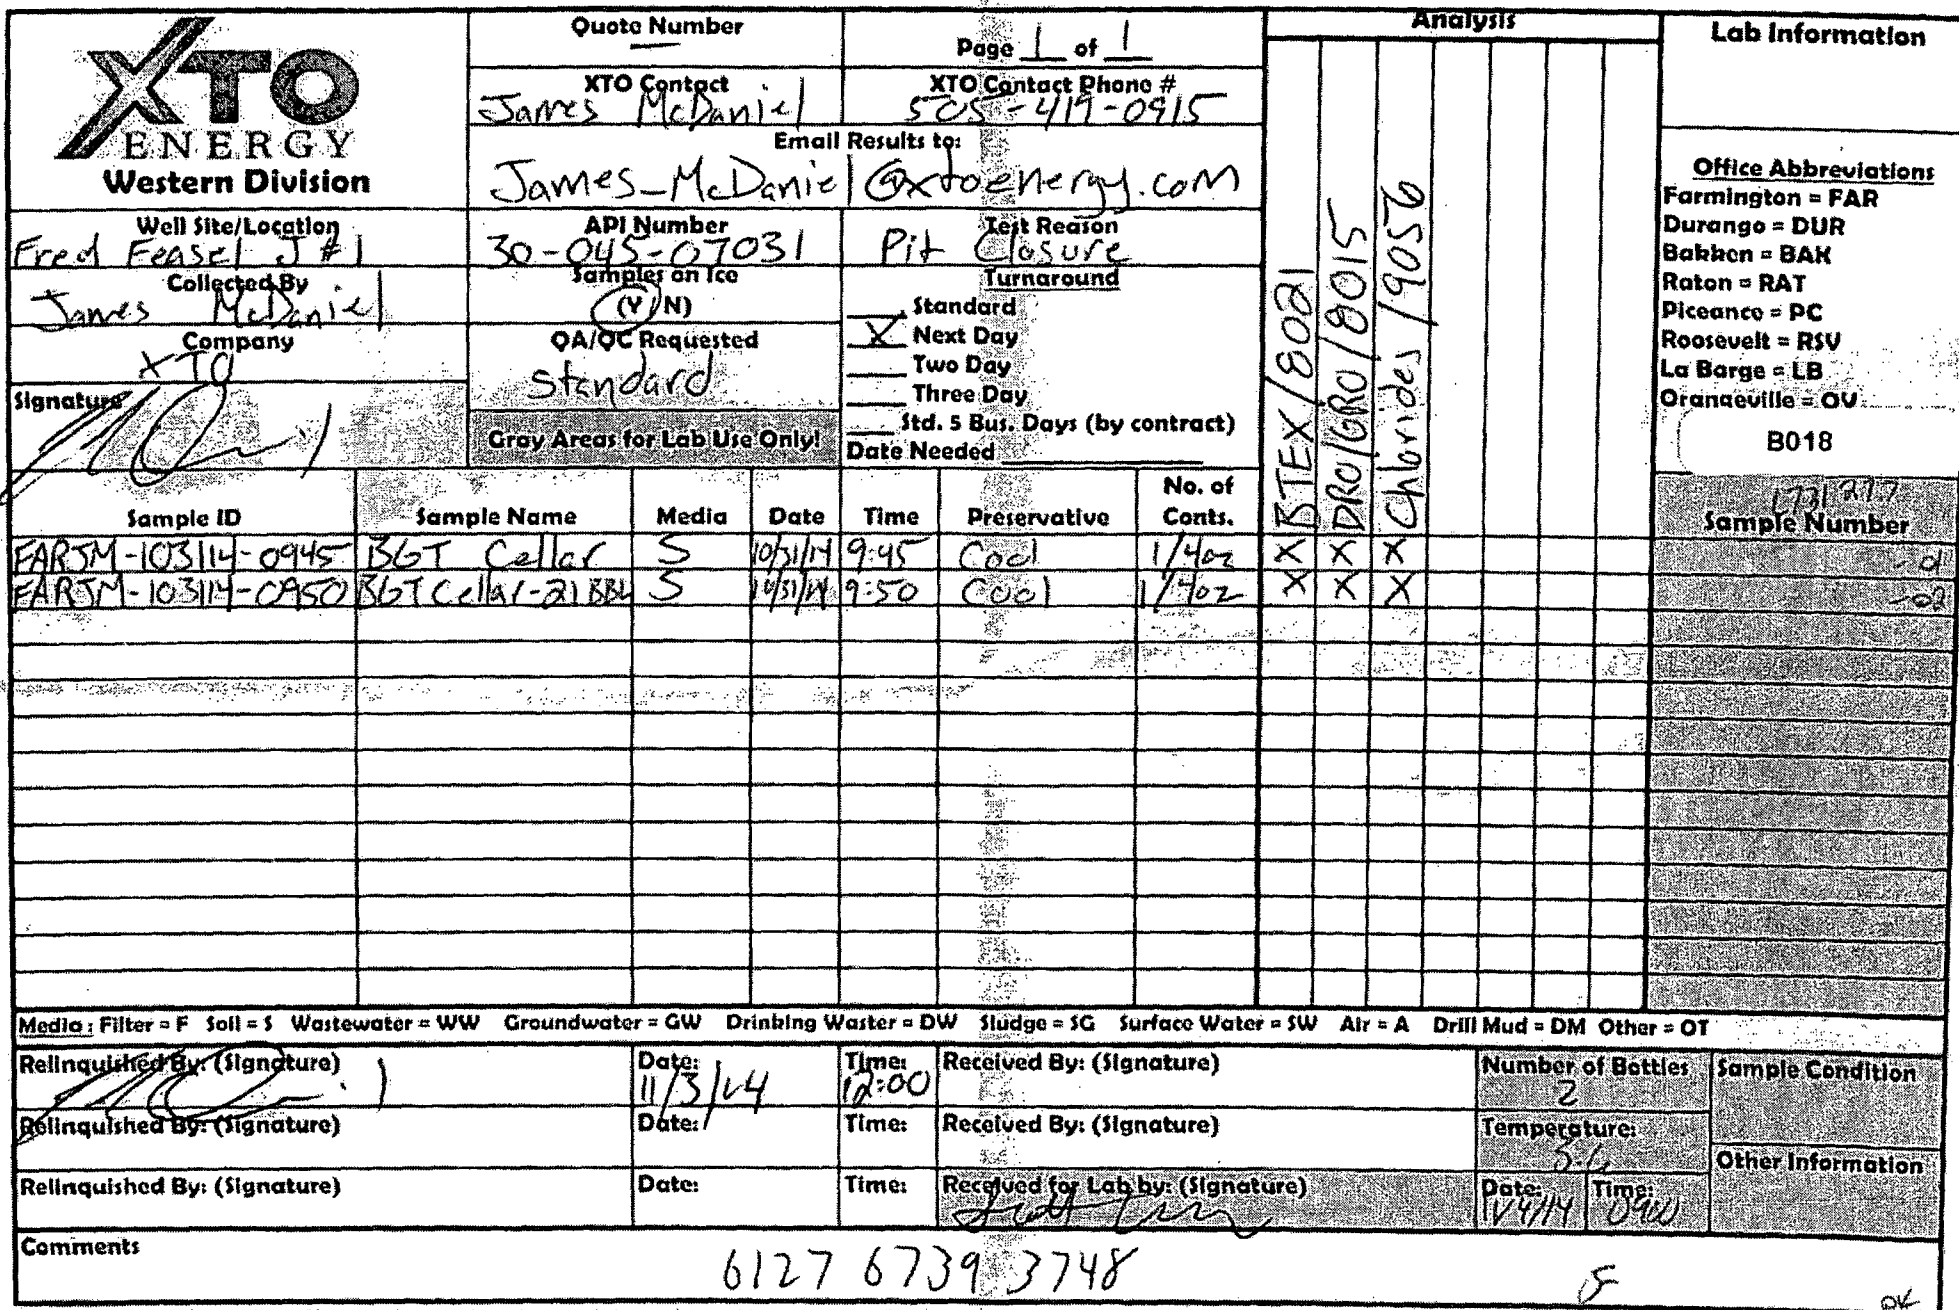 XTO
ENERGY
Western Division
Quote Number
—
Page 1 of 1
Analysis
Lab Information
XTO Contact
James McDaniel
XTO Contact Phone #
505-419-0915
Email Results to:
James_McDaniel@xtoenergy.com
Office Abbreviations
Farmington = FAR
Durango = DUR
Bakken = BAK
Raton = RAT
Piceance = PC
Roosevelt = RSV
La Barge = LB
Orangeville = OV
B018
Well Site/Location
Fred Feasel J #1
API Number
30-045-07031
Test Reason
Pit Closure
Collected By
James McDaniel
Samples on Ice
(Y/N)
Turnaround
Standard
X Next Day
Two Day
Three Day
Std. 5 Bus. Days (by contract)
Date Needed
Company
XTO
QA/QC Requested
Standard
Signature
Gray Areas for Lab Use Only!
BTEX/8021
DRO/GRO/8015
Chlorides /9056
Sample ID Sample Name Media Date Time Preservative No. of Conts. Sample Number
FARJM-103114-0945 BGT Cellar S 10/31/14 9:45 Cool 1/4oz X X X -01
FARJM-103114-0950 BGT Cellar-21 BBL S 10/31/14 9:50 Cool 1/4oz X X X -02
Media: Filter = F Soil = S Wastewater = WW Groundwater = GW Drinking Waster = DW Sludge = SG Surface Water = SW Air = A Drill Mud = DM Other = OT
Relinquished By: (Signature) Date: 11/3/14 Time: 12:00 Received By: (Signature) Number of Bottles 2 Sample Condition
Relinquished By: (Signature) Date: Time: Received By: (Signature) Temperature: Other Information
Relinquished By: (Signature) Date: Time: Received for Lab by: (Signature) Date: 11/4/14 Time: 0900
Comments
6127 6739 3748